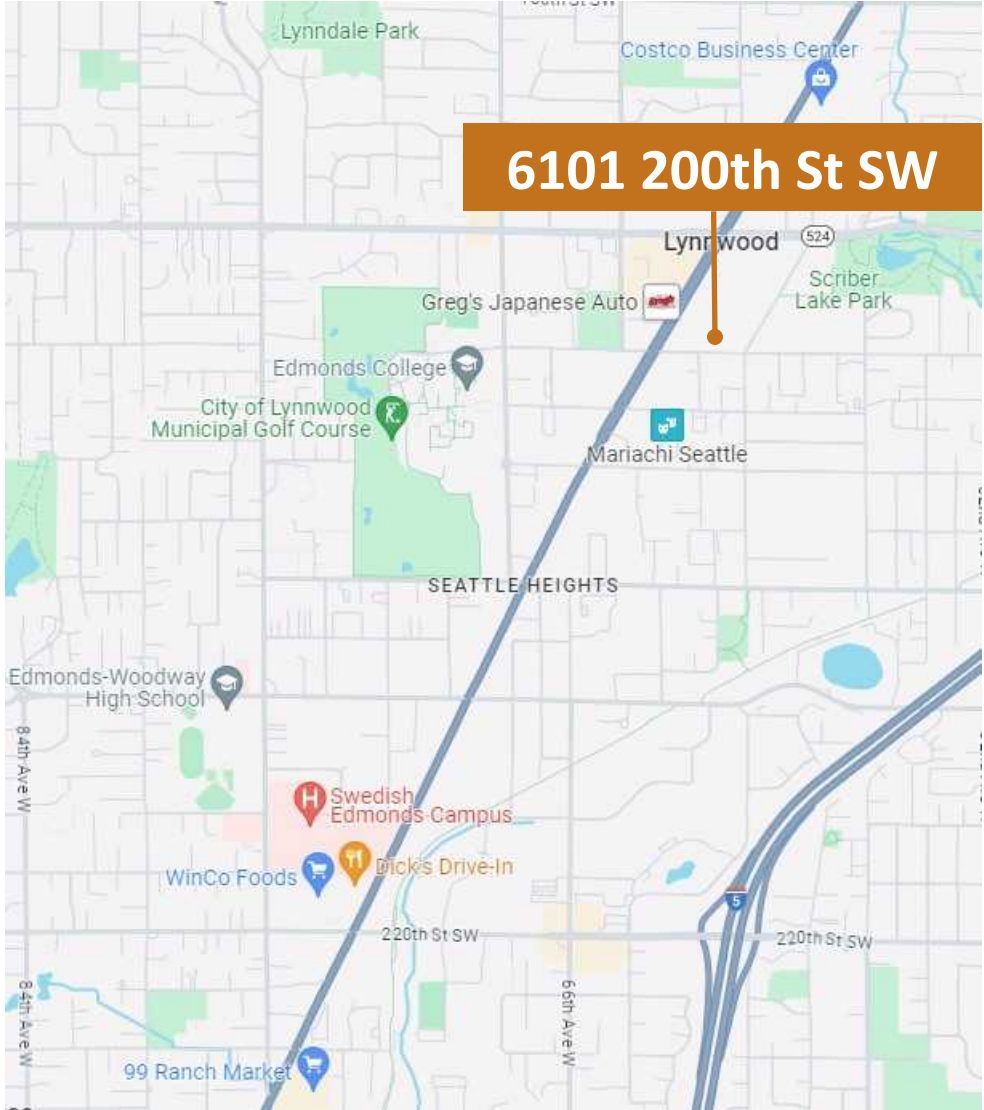 Lynndale Park
Costco Business Center
6101 200th St SW
Lynnwood
524
Scriber
Lake Park
Greg's Japanese Auto
Edmonds College
City of Lynnwood
Municipal Golf Course
Mariachi Seattle
SEATTLE HEIGHTS
Edmonds-Woodway
High School
84th Ave W
H
Swedish
Edmonds Campus
WinCo Foods
Dick's Drive-In
5
220th St SW
220th St SW
84th Ave W
66th Ave W
99 Ranch Market